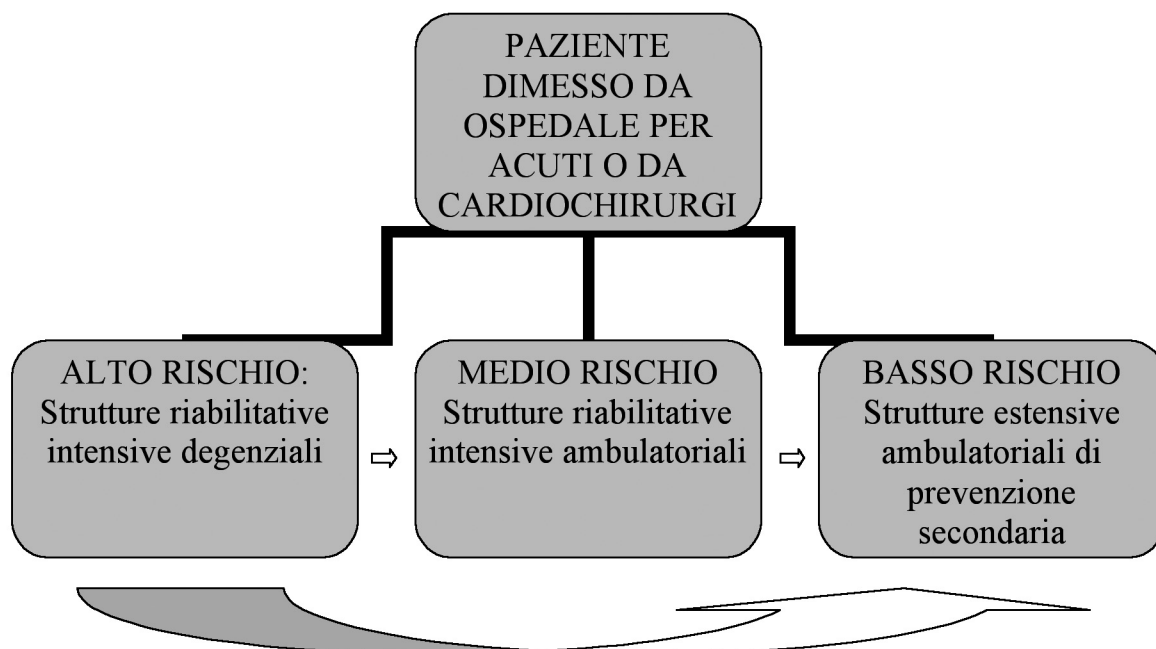 PAZIENTE
DIMESSO DA
OSPEDALE PER
ACUTI O DA
CARDIOCHIRURGI
ALTO RISCHIO:
Strutture riabilitative
intensive degenziali
MEDIO RISCHIO
Strutture riabilitative
intensive ambulatoriali
BASSO RISCHIO
Strutture estensive
ambulatoriali di
prevenzione
secondaria